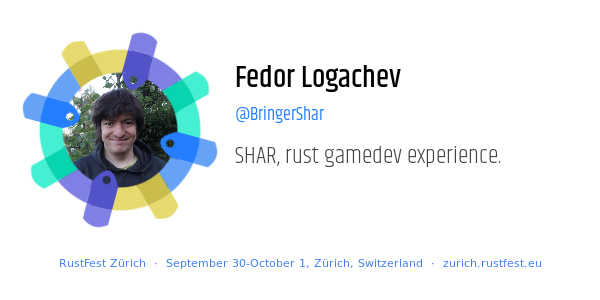 Fedor Logachev
@BringerShar
SHAR, rust gamedev experience.
RustFest Zürich · September 30-October 1, Zürich, Switzerland · zurich.rustfest.eu